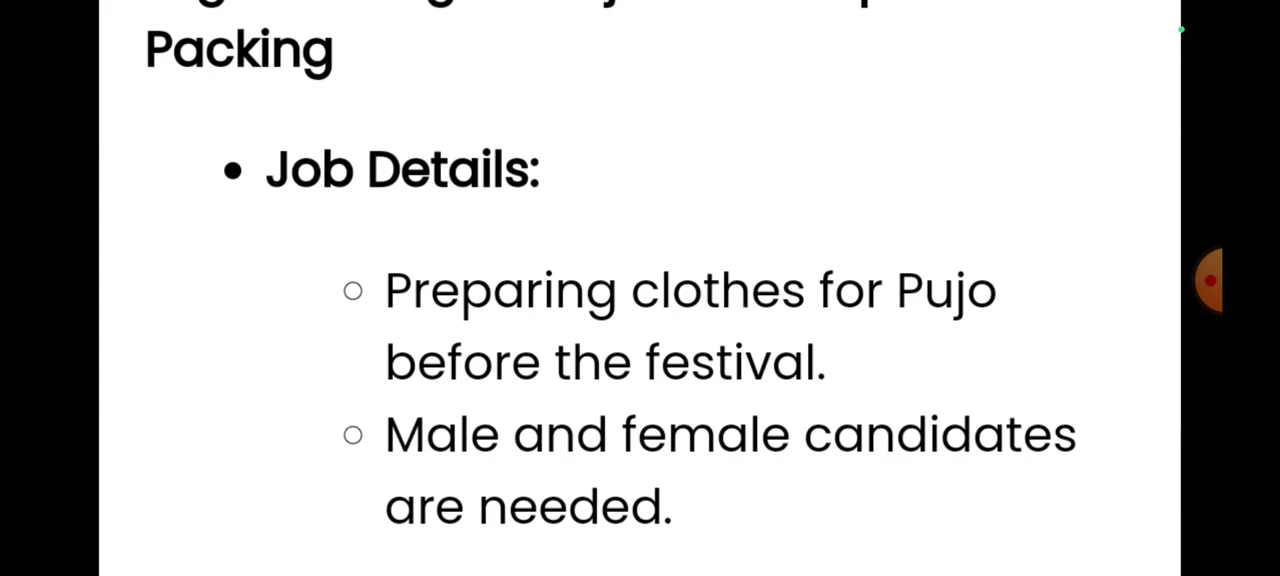 Packing
• Job Details:
○ Preparing clothes for Pujo
before the festival.
○ Male and female candidates
are needed.